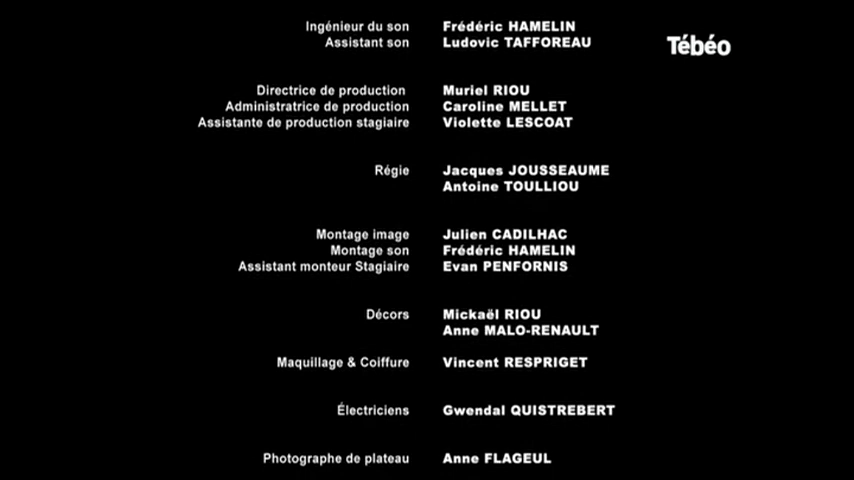 Ingénieur du son Frédéric HAMELIN
Assistant son Ludovic TAFFOREAU
Tébéo
Directrice de production Muriel RIOU
Administratrice de production Caroline MELLET
Assistante de production stagiaire Violette LESCOAT
Régie Jacques JOUSSEAUME
Antoine TOULLIOU
Montage image Julien CADILHAC
Montage son Frédéric HAMELIN
Assistant monteur Stagiaire Evan PENFORNIS
Décors Mickaël RIOU
Anne MALO-RENAULT
Maquillage & Coiffure Vincent RESPRIGET
Électriciens Gwendal QUISTREBERT
Photographe de plateau Anne FLAGEUL